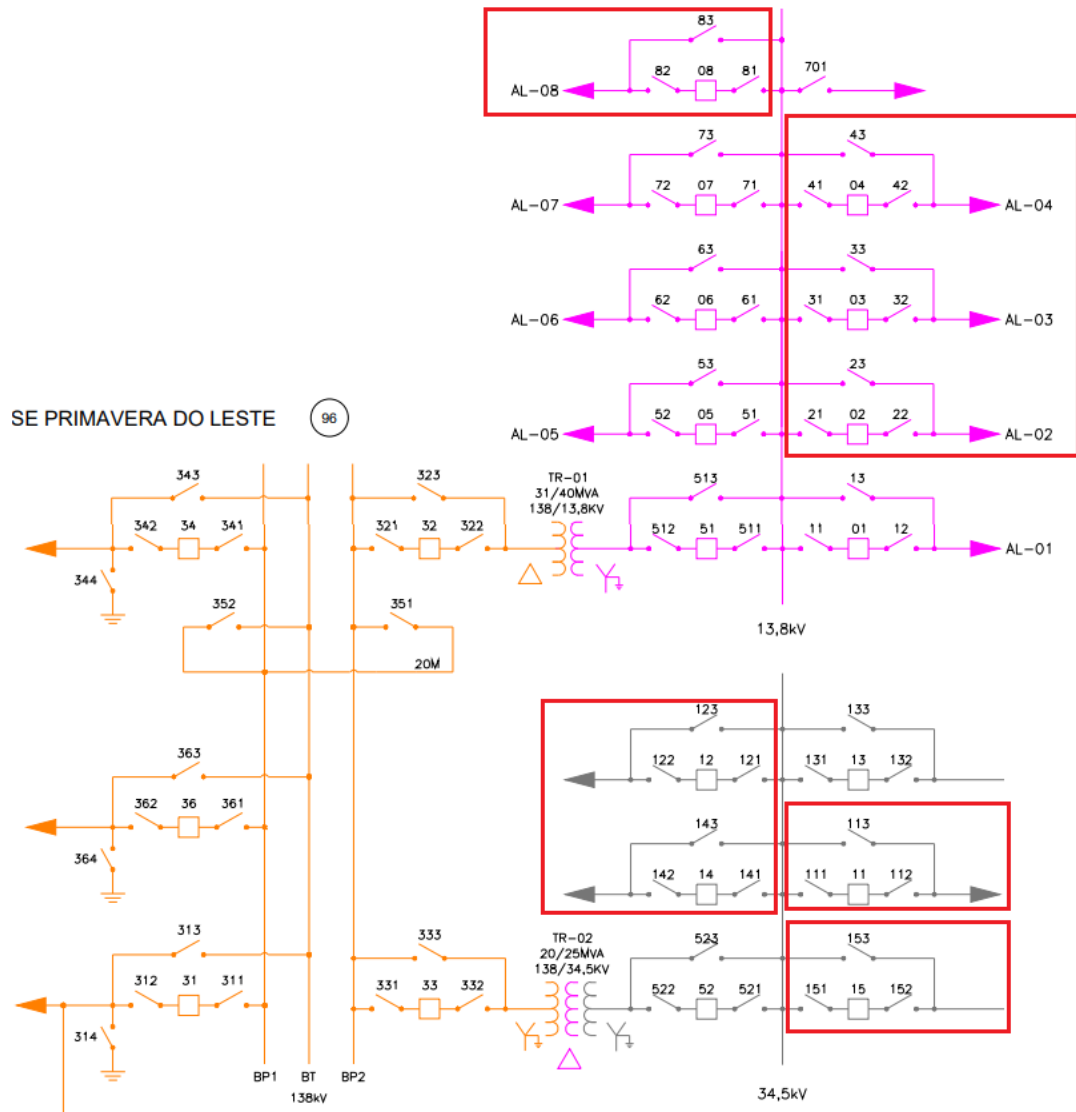 83
82 08 81 701
AL-08
73 43
72 07 71 41 04 42
AL-07 AL-04
63 33
62 06 61 31 03 32
AL-06 AL-03
53 23
SE PRIMAVERA DO LESTE 96
52 05 51 21 02 22
AL-05 AL-02
343 323 TR-01 513 13
31/40MVA
138/13,8KV
342 34 341 321 32 322 512 51 511 11 01 12
AL-01
344
352 351
13,8kV
20M
123 133
363
122 12 121 131 13 132
362 36 361
143 113
364
142 14 141 111 11 112
313 333 TR-02 523 153
20/25MVA
138/34,5KV
312 31 311 331 33 332 522 52 521 151 15 152
314
BP1 BT BP2
138kV 34,5kV